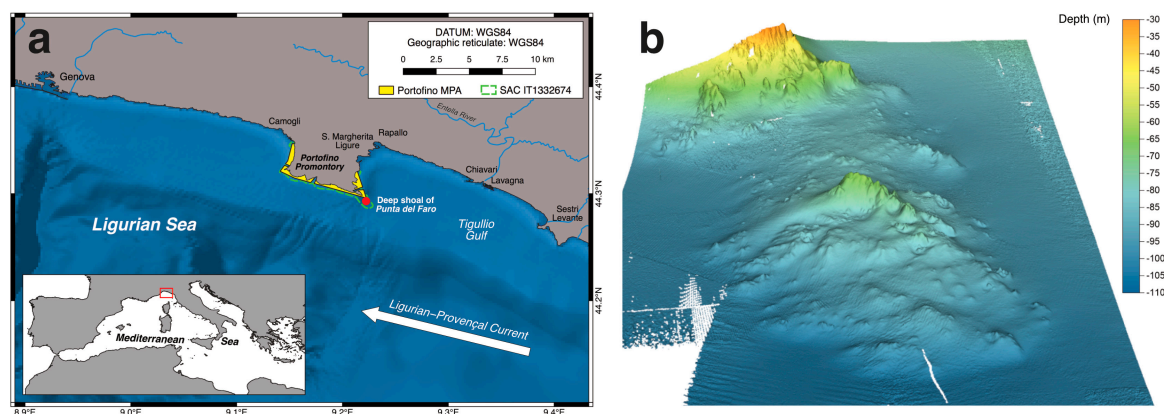 a
DATUM: WGS84
Geographic reticulate: WGS84
0 2.5 5 7.5 10 km
Portofino MPA
SAC IT1332674
Genova
Camogli
S. Margherita
Ligure
Rapallo
Entella River
Portofino
Promontory
Chiavari
Lavagna
Sestri
Levante
Deep shoal of
Punta del Faro
Ligurian Sea
Tigullio
Gulf
Ligurian–Provençal Current
Mediterranean Sea
44.4°N
44.3°N
44.2°N
8.9°E
9.0°E
9.1°E
9.2°E
9.3°E
9.4°E
b
Depth (m)
-30
-35
-40
-45
-50
-55
-60
-65
-70
-75
-80
-85
-90
-95
-100
-105
-110